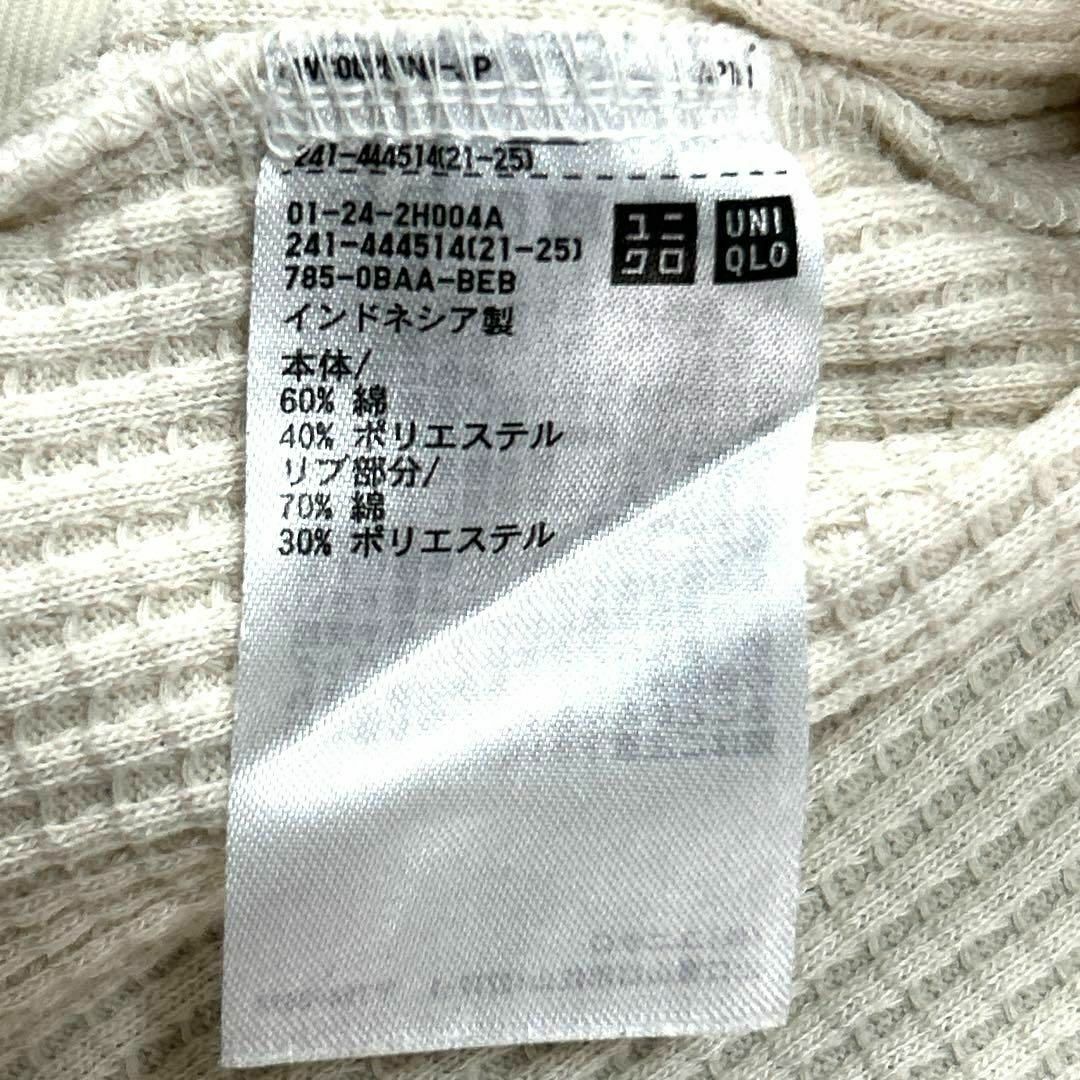 241-444514(21-25)
01-24-2H004A
241-444514(21-25)
785-0BAA-BEB
ユニ
クロ
UNI
QLO
インドネシア製
本体/
60% 綿
40% ポリエステル
リブ部分/
70% 綿
30% ポリエステル